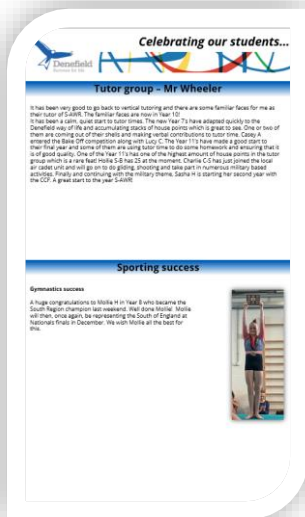 Celebrating our students...
Denefield
Tutor group – Mr Wheeler
It has been very good to go back to vertical tutoring and there are some familiar faces for me as
their tutor of S-AWR. The familiar faces are now in Year 10!
It has been a calm, quiet start to tutor times. The new Year 7's have adapted quickly to the
Denefield way of life and accumulating stacks of house points which is great to see. One or two of
them are coming out of their shells and making verbal contributions to tutor time. Casey A
entered the Bake Off competition along with Lucy C. The Year 11's have made a good start to
their final year and some of them are using tutor time to do some homework and ensuring that it
is of good quality. One of the Year 11's has one of the highest amount of house points in the tutor
group which is a rare feat! Hollie S-B has 25 at the moment. Charlie C-S has just joined the local
air cadet unit and will go on to do gliding, shooting and take part in numerous military based
activities. Finally and continuing with the military theme, Sasha H is starting her second year with
the CCF. A great start to the year S-AWR!
Sporting success
Gymnastics success
A huge congratulations to Mollie H in Year 8 who became the
South Region champion last weekend. Well done Mollie! Mollie
will then, once again, be representing the South of England at
Nationals finals in December. We wish Mollie all the best for
this.